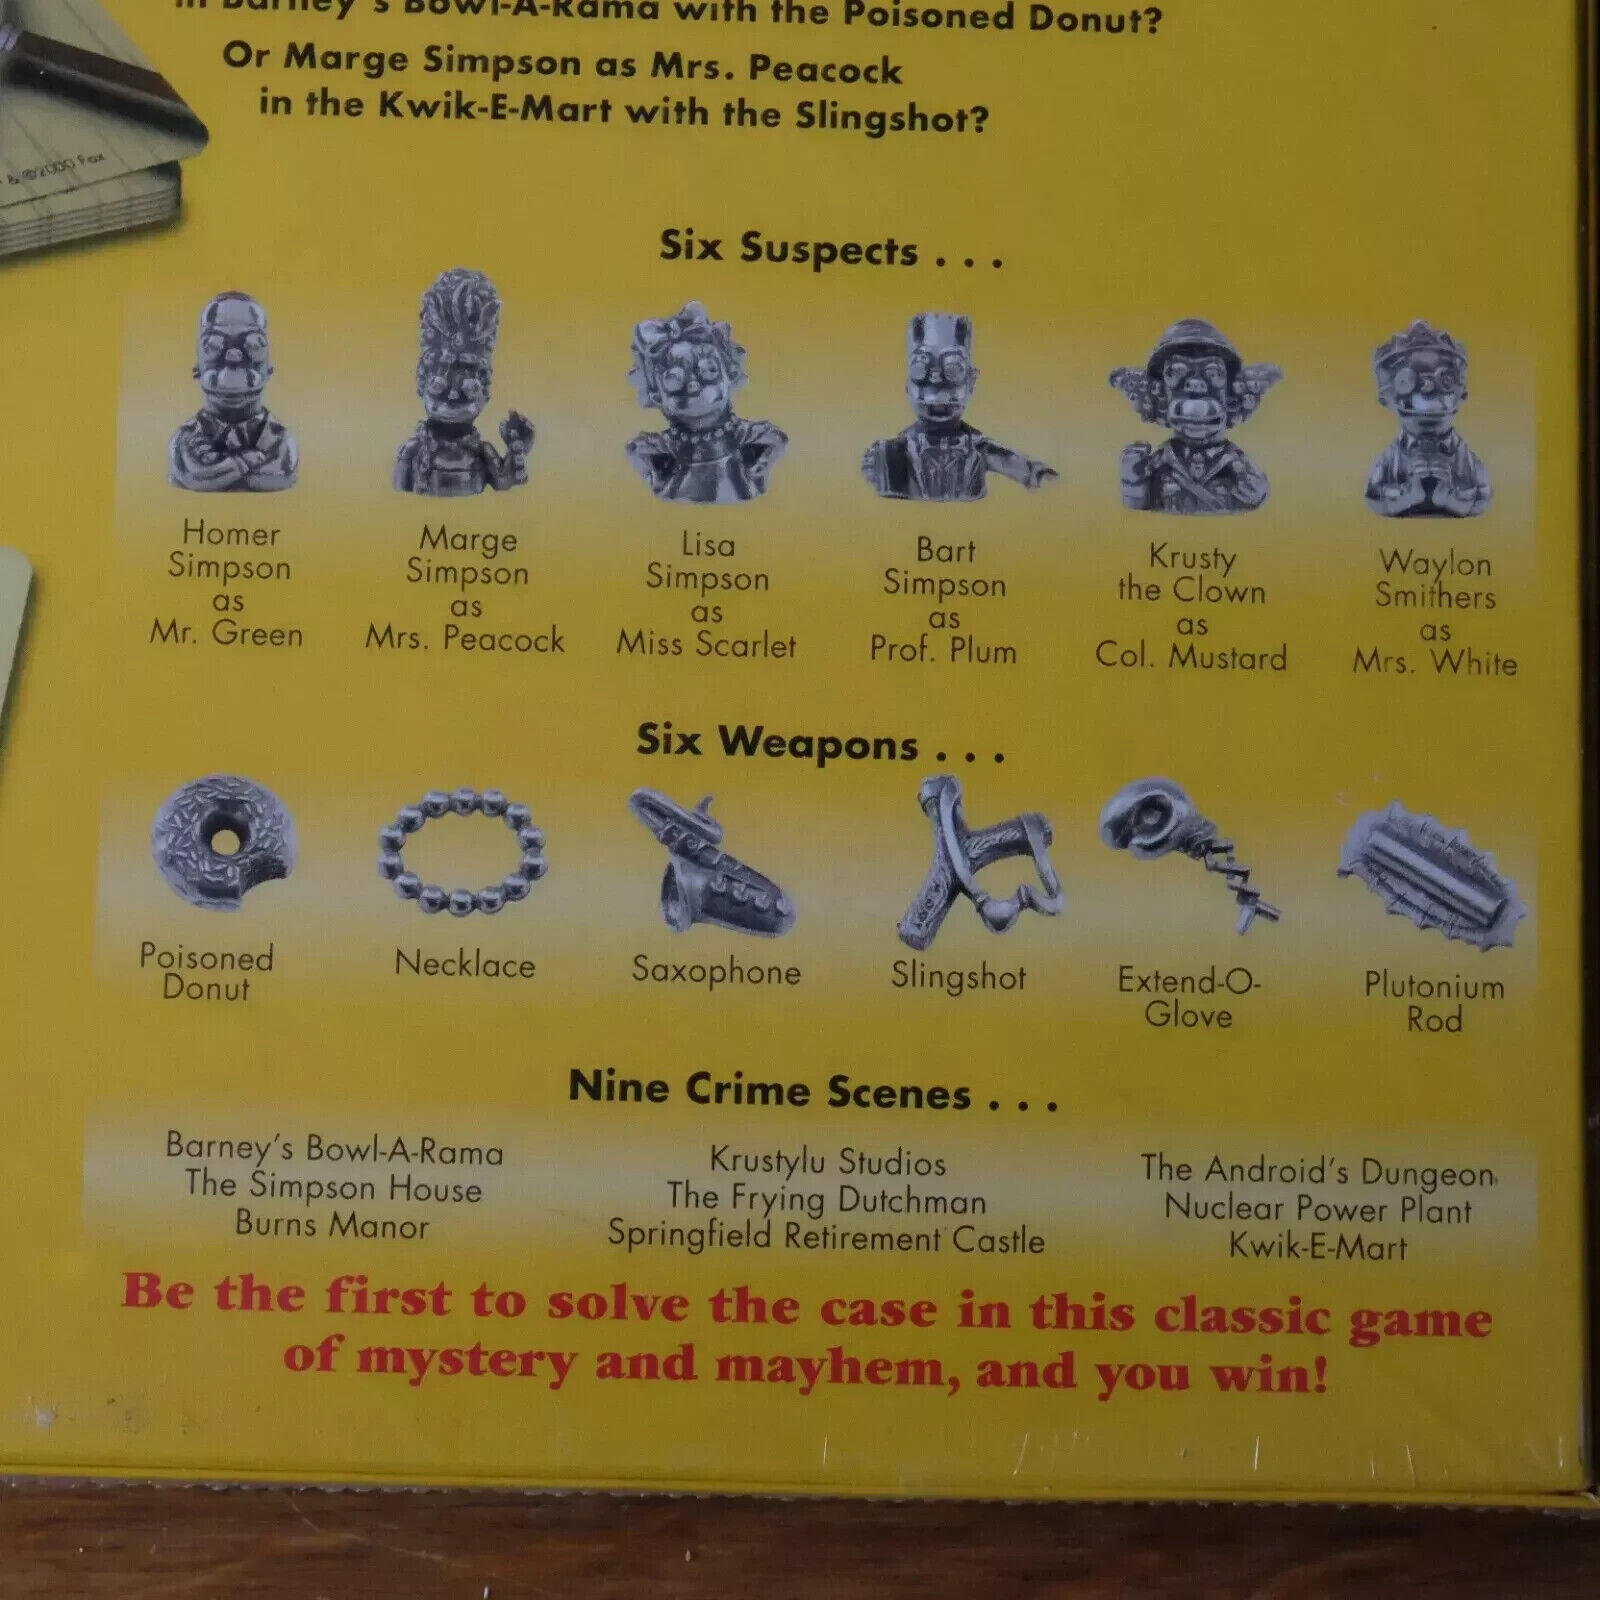 in Barney's Bowl-A-Rama with the Poisoned Donut?
Or Marge Simpson as Mrs. Peacock
in the Kwik-E-Mart with the Slingshot?
& ©2000 Fox
Six Suspects . . .
Homer
Simpson
as
Mr. Green
Marge
Simpson
as
Mrs. Peacock
Lisa
Simpson
as
Miss Scarlet
Bart
Simpson
as
Prof. Plum
Krusty
the Clown
as
Col. Mustard
Waylon
Smithers
as
Mrs. White
Six Weapons . . .
Poisoned
Donut
Necklace
Saxophone
Slingshot
Extend-O-
Glove
Plutonium
Rod
Nine Crime Scenes . . .
Barney's Bowl-A-Rama
The Simpson House
Burns Manor
Krustylu Studios
The Frying Dutchman
Springfield Retirement Castle
The Android's Dungeon
Nuclear Power Plant
Kwik-E-Mart
Be the first to solve the case in this classic game
of mystery and mayhem, and you win!